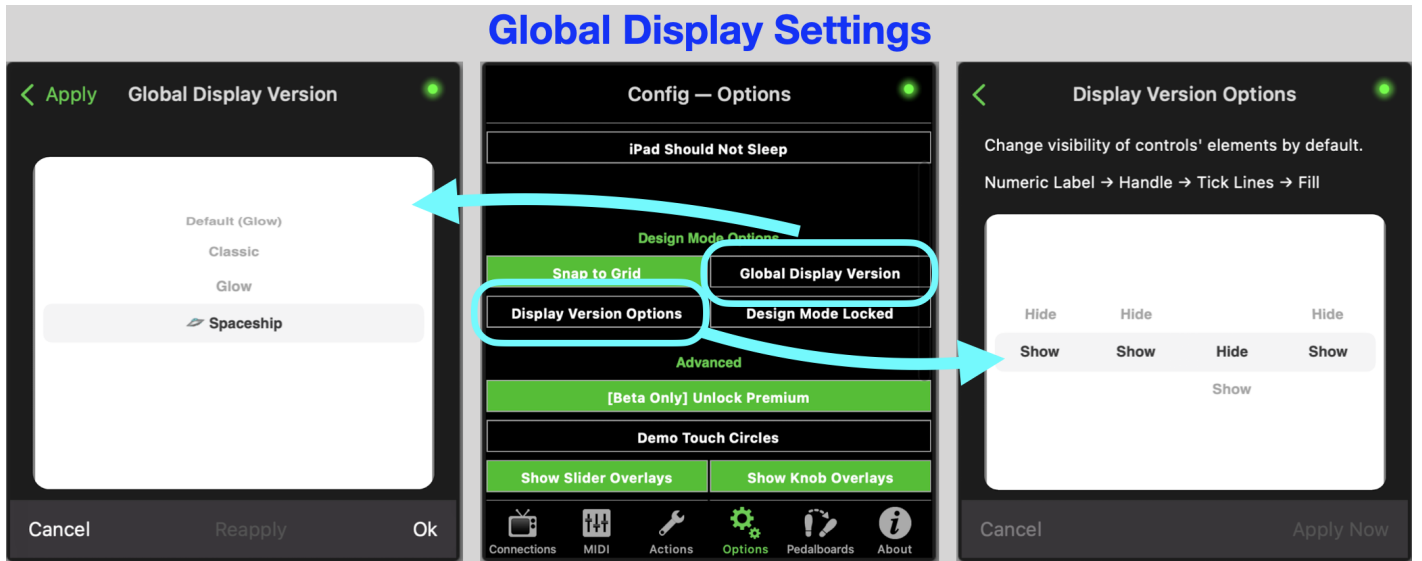 Global Display Settings
Apply
Global Display Version
Default (Glow)
Classic
Glow
Spaceship
Cancel
Reapply
Ok
Config — Options
iPad Should Not Sleep
Design Mode Options
Snap to Grid
Global Display Version
Display Version Options
Design Mode Locked
Advanced
[Beta Only] Unlock Premium
Demo Touch Circles
Show Slider Overlays
Show Knob Overlays
Connections
MIDI
Actions
Options
Pedalboards
About
Display Version Options
Change visibility of controls' elements by default.
Numeric Label → Handle → Tick Lines → Fill
Hide Hide Hide
Show Show Hide Show
Show
Cancel
Apply Now